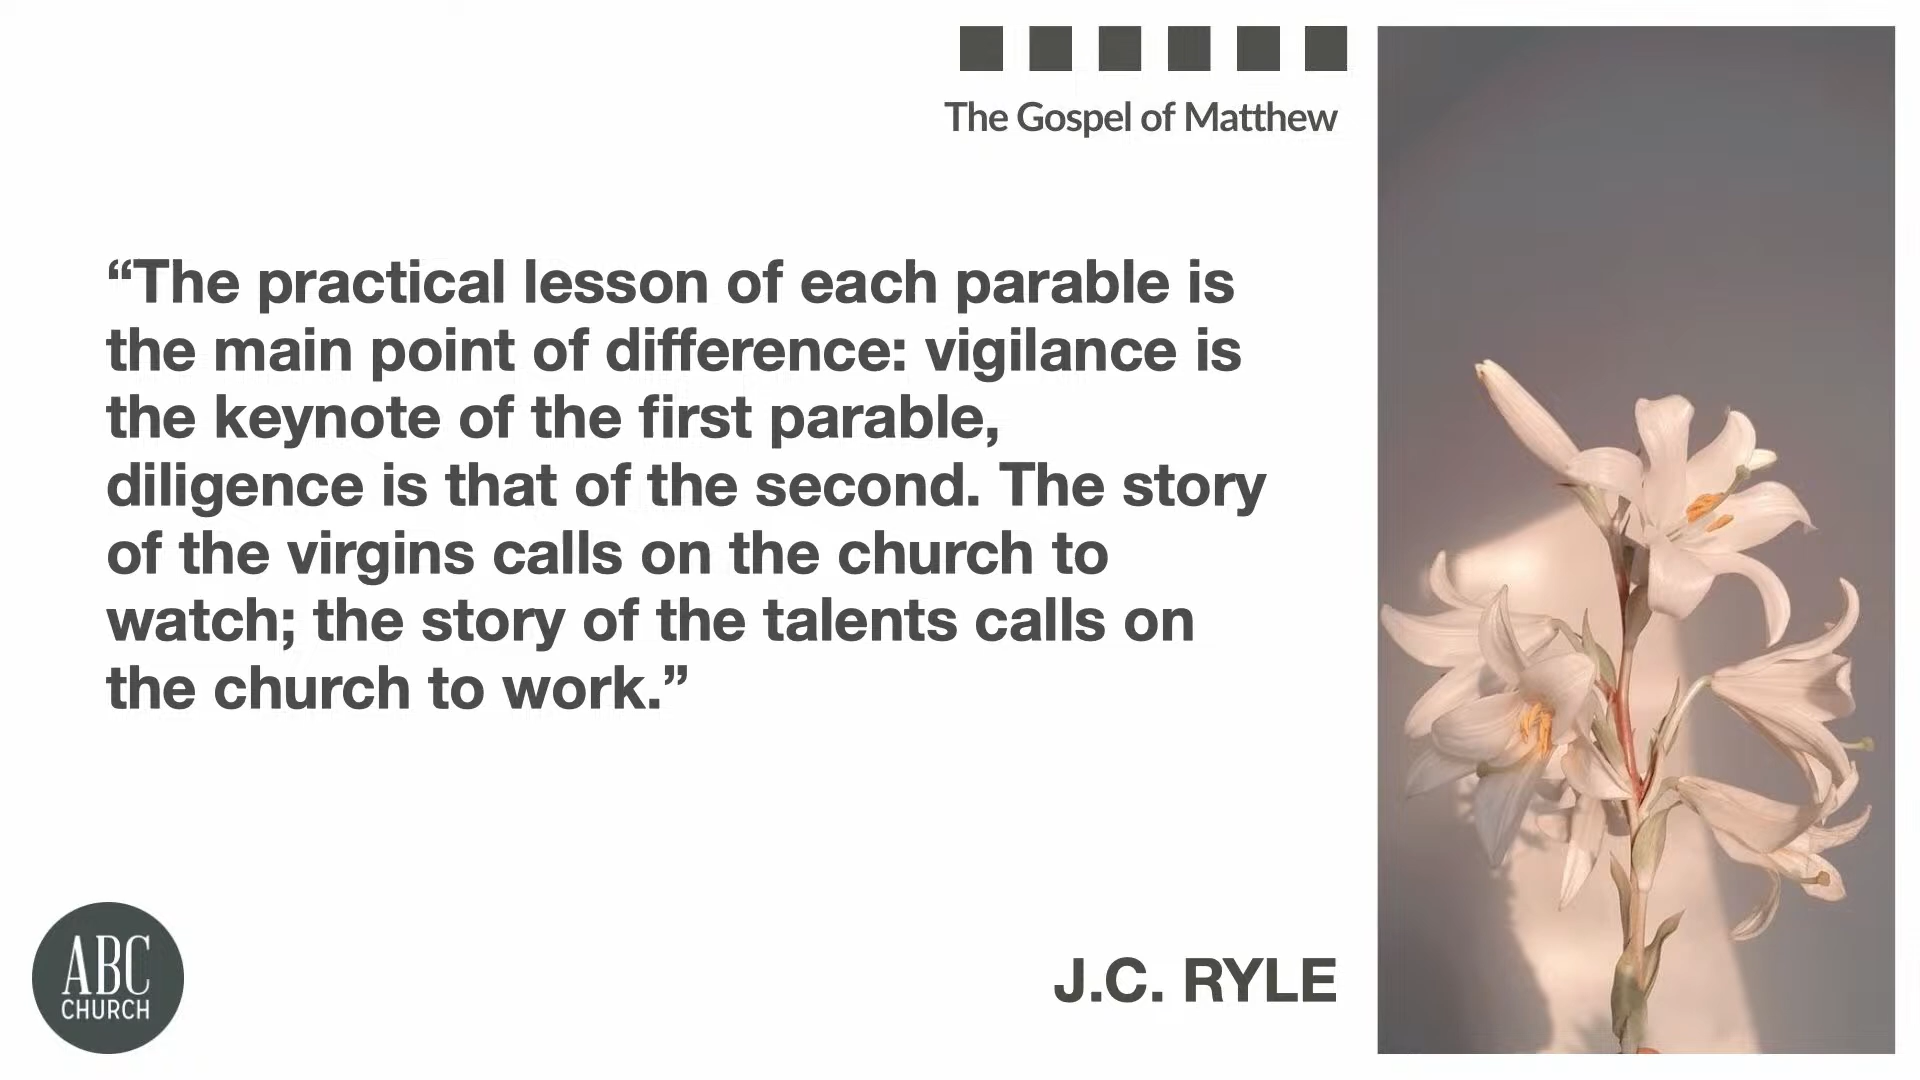 The Gospel of Matthew
“The practical lesson of each parable is
the main point of difference: vigilance is
the keynote of the first parable,
diligence is that of the second. The story
of the virgins calls on the church to
watch; the story of the talents calls on
the church to work.”
J.C. RYLE
ABC
CHURCH